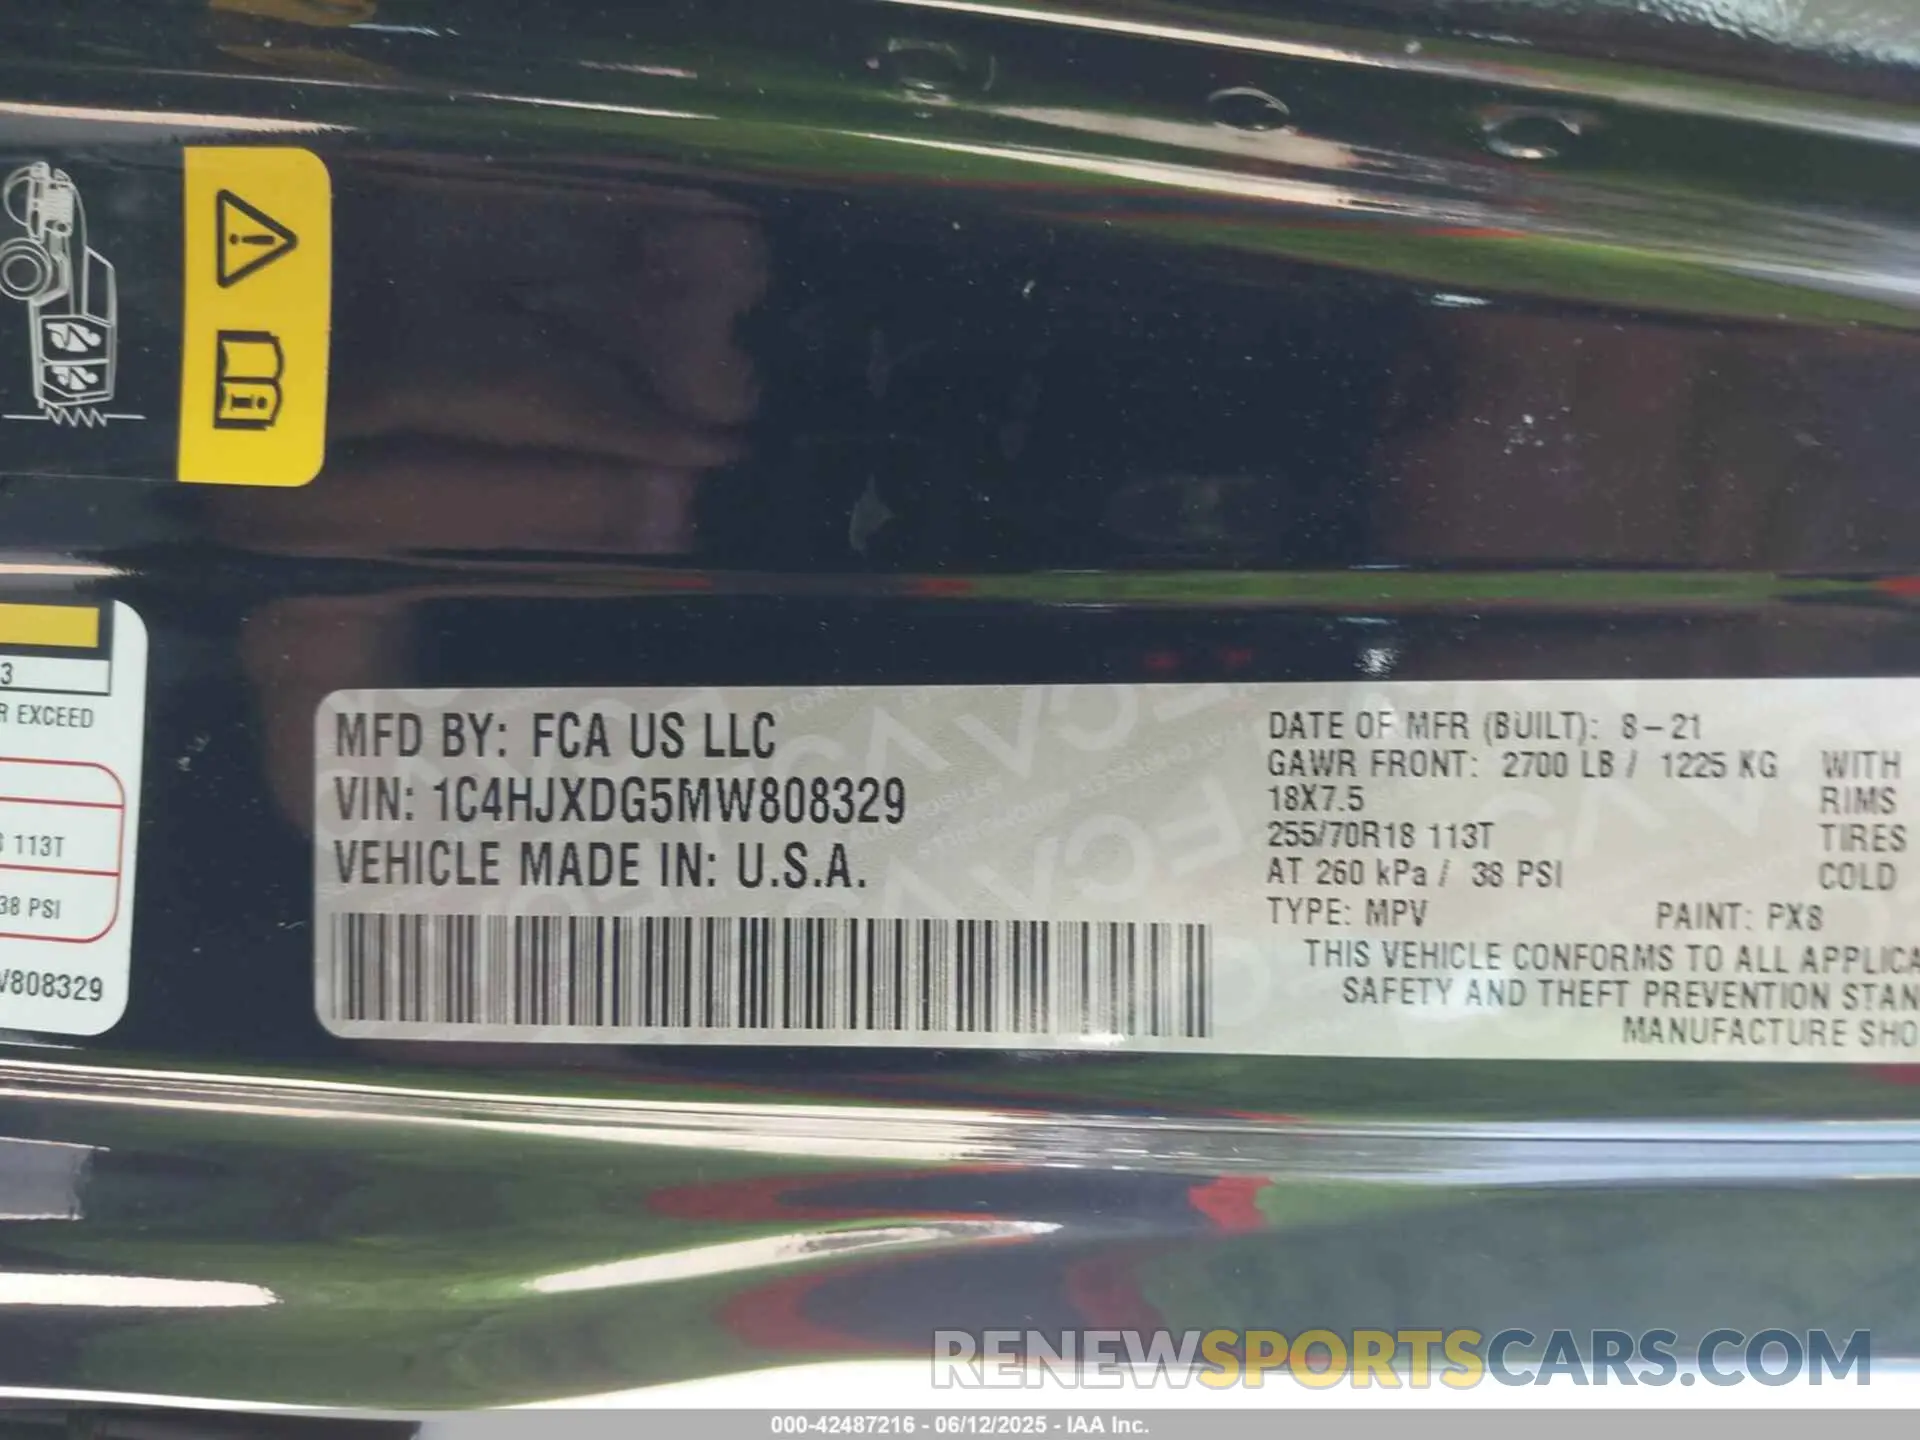 3
R EXCEED
113T
38 PSI
W808329
MFD BY: FCA US LLC
VIN: 1C4HJXDG5MW808329
VEHICLE MADE IN: U.S.A.
DATE OF MFR (BUILT): 8-21
GAWR FRONT: 2700 LB / 1225 KG WITH
18X7.5 RIMS
255/70R18 113T TIRES
AT 260 kPa / 38 PSI COLD
TYPE: MPV PAINT: PX8
THIS VEHICLE CONFORMS TO ALL APPLICA
SAFETY AND THEFT PREVENTION STAN
MANUFACTURE SHO
RENEWSPORTSCARS.COM
000-42487216 - 06/12/2025 - IAA Inc.